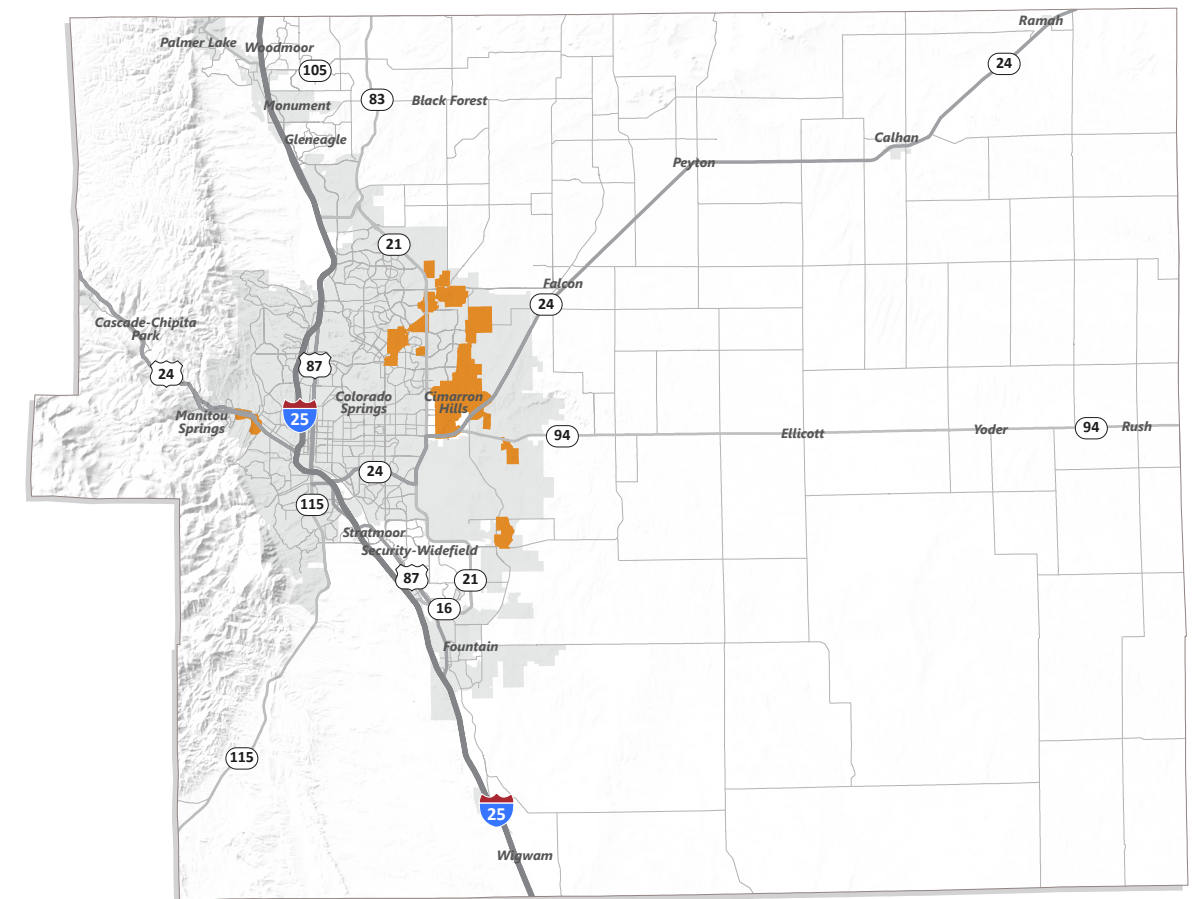 Ramah
Palmer Lake
Woodmoor
24
105
83
Black Forest
Monument
Gleneagle
Calhan
Peyton
21
Falcon
24
Cascade-Chipita
Park
87
24
Colorado
Springs
Cimarron
Hills
25
Manitou
Springs
94
Ellicott
Yoder
94
Rush
24
115
Stratmoor
Security-Widefield
87
21
16
Fountain
115
25
Wigwam